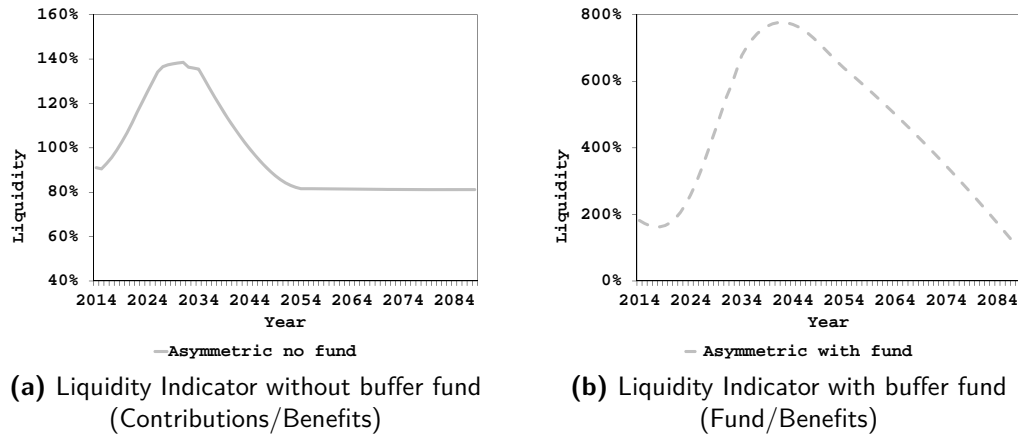 160%
140%
120%
100%
80%
60%
40%
Liquidity
2014 2024 2034 2044 2054 2064 2074 2084
Year
Asymmetric no fund
(a) Liquidity Indicator without buffer fund
(Contributions/Benefits)
800%
600%
400%
200%
0%
Liquidity
2014 2024 2034 2044 2054 2064 2074 2084
Year
Asymmetric with fund
(b) Liquidity Indicator with buffer fund
(Fund/Benefits)